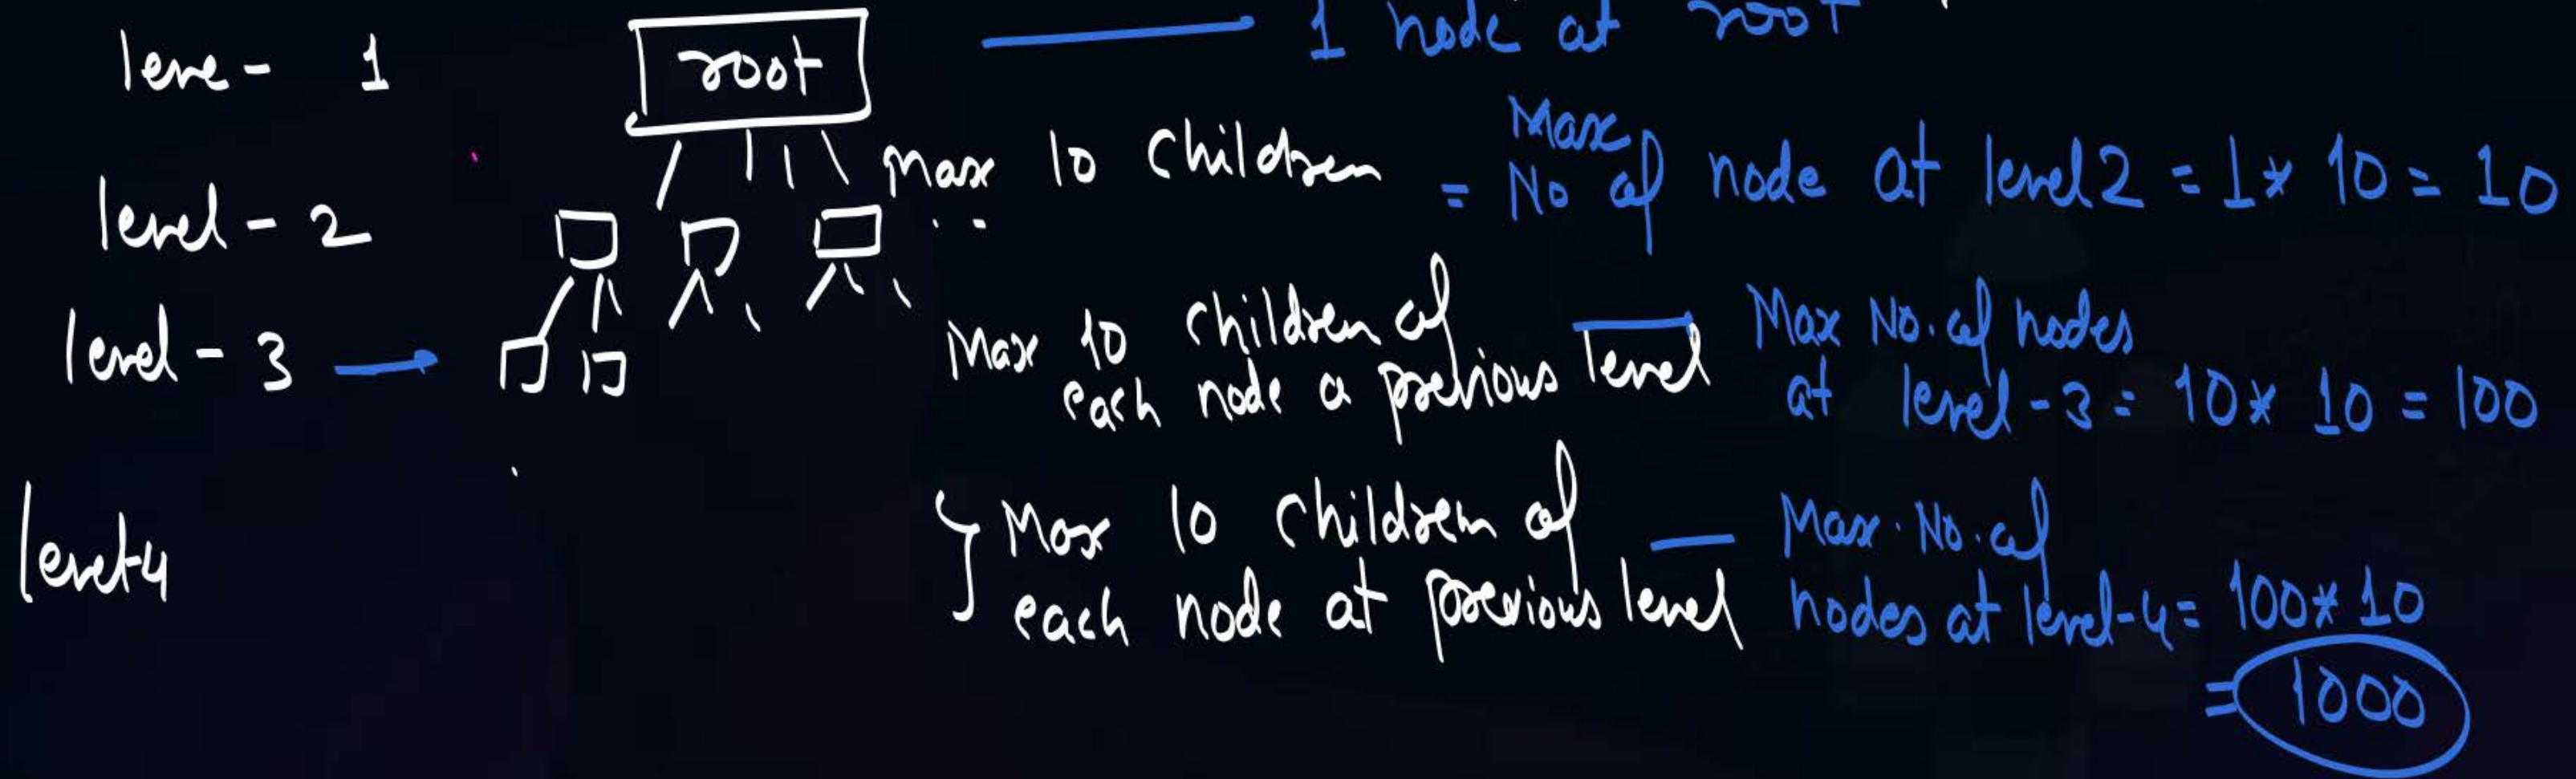 leve - 1
root
1 node at root
Max 10 Children
= Max No of node at level 2 = 1 * 10 = 10
level - 2
level - 3
Max 10 children of
each node a previous level
Max No. of nodes
at level - 3 = 10 * 10 = 100
level-4
Max 10 children of
each node at previous level
Max. No. of
nodes at level-4 = 100 * 10
= 1000